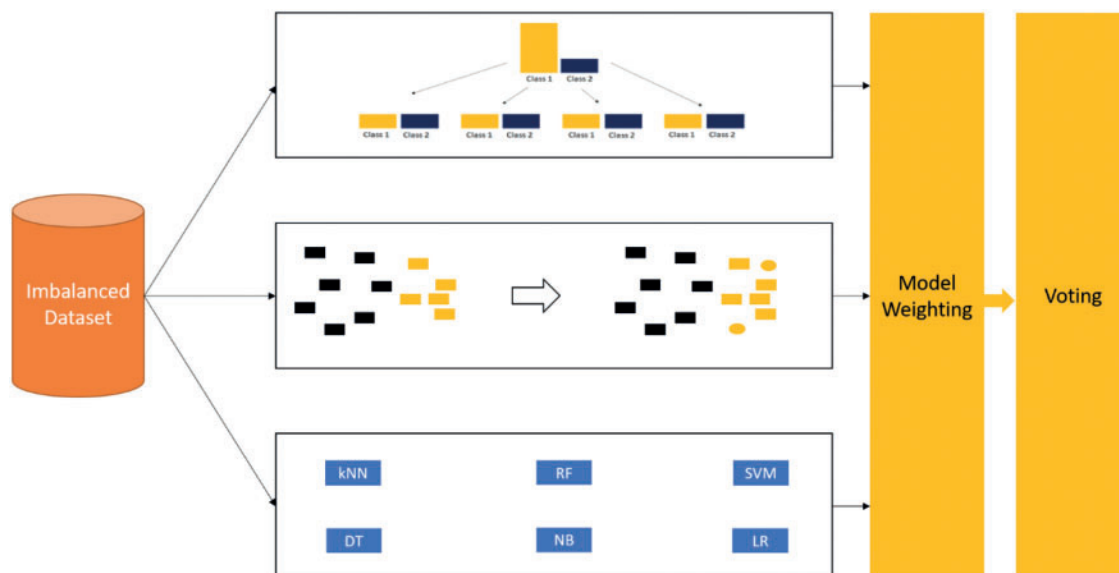 Class 1 Class 2
Class 1 Class 2 Class 1 Class 2 Class 1 Class 2 Class 1 Class 2
Imbalanced
Dataset
Model
Weighting
Voting
kNN RF SVM
DT NB LR